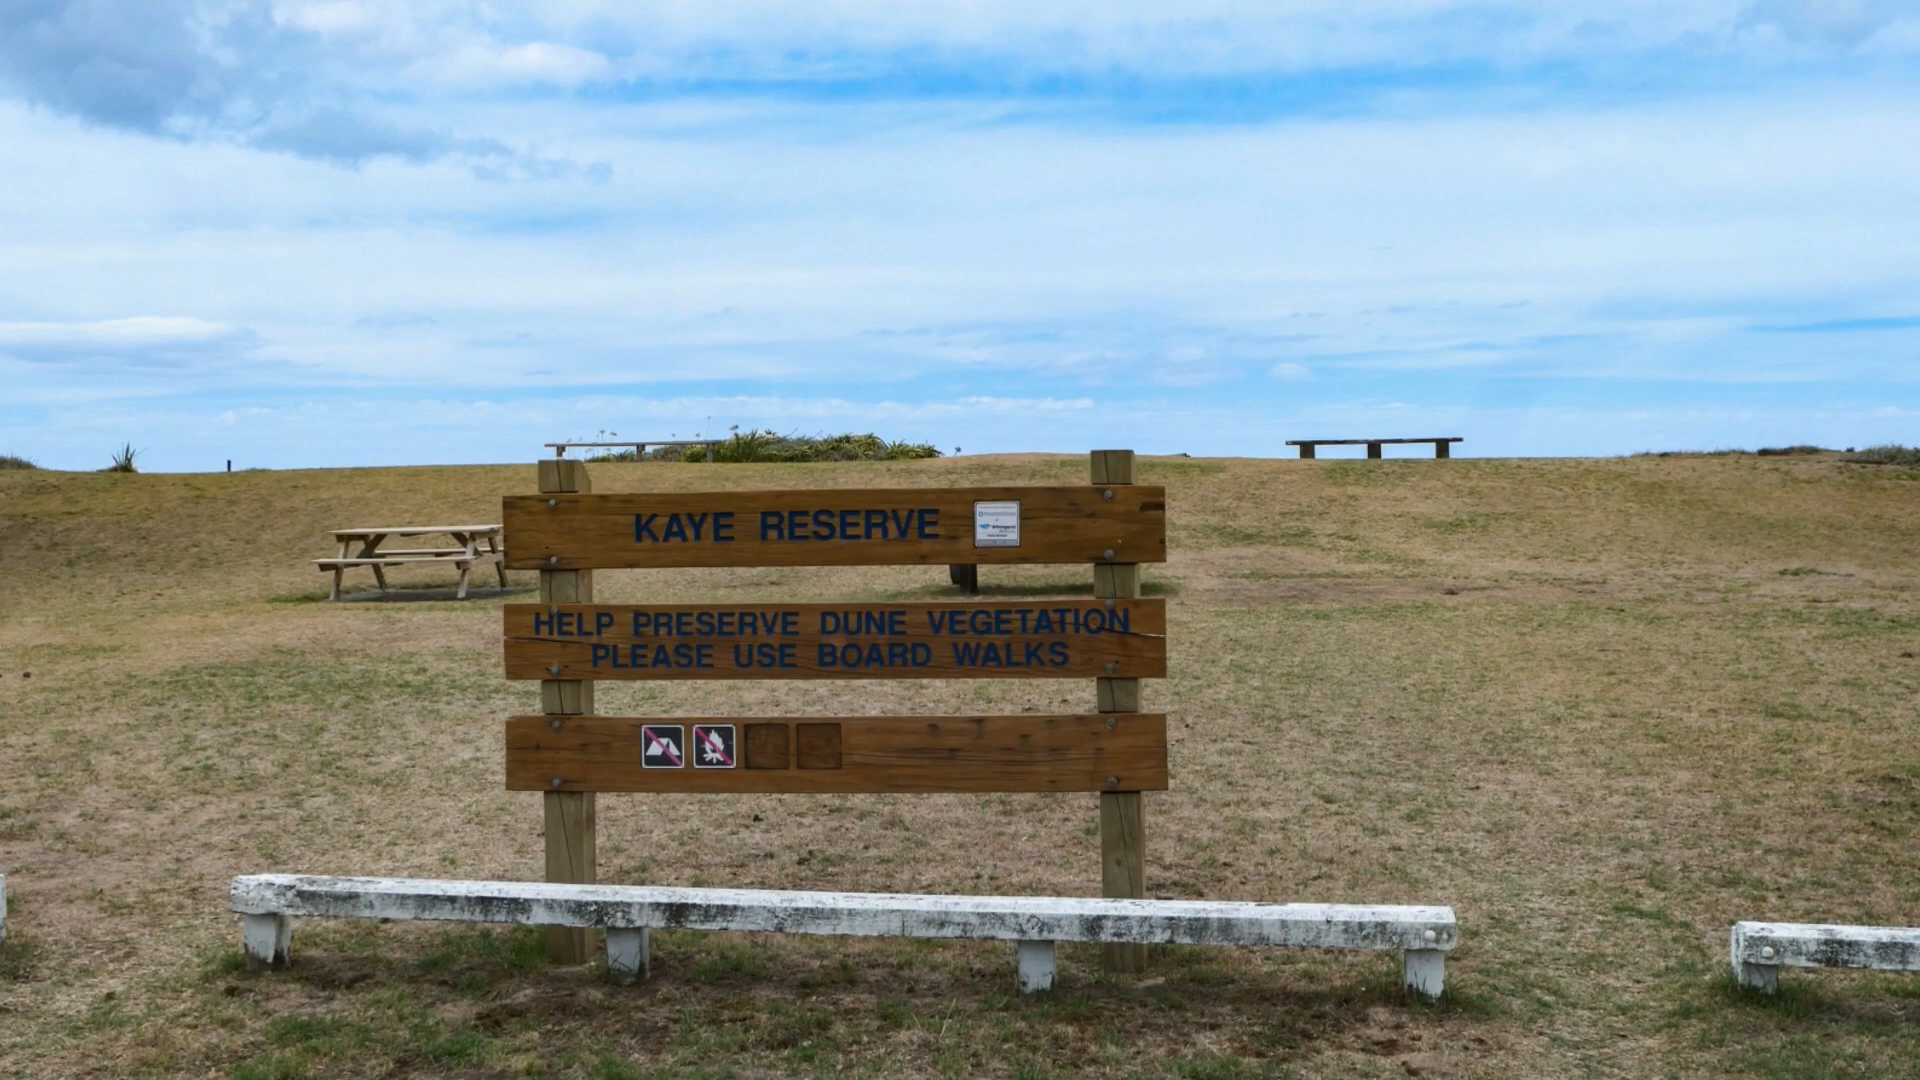 KAYE RESERVE
HELP PRESERVE DUNE VEGETATION
PLEASE USE BOARD WALKS